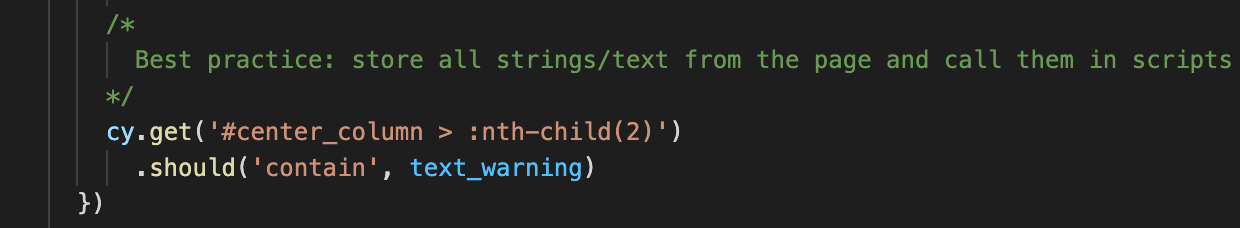 /*
Best practice: store all strings/text from the page and call them in scripts
*/
cy.get('#center_column > :nth-child(2)')
.should('contain', text_warning)
})